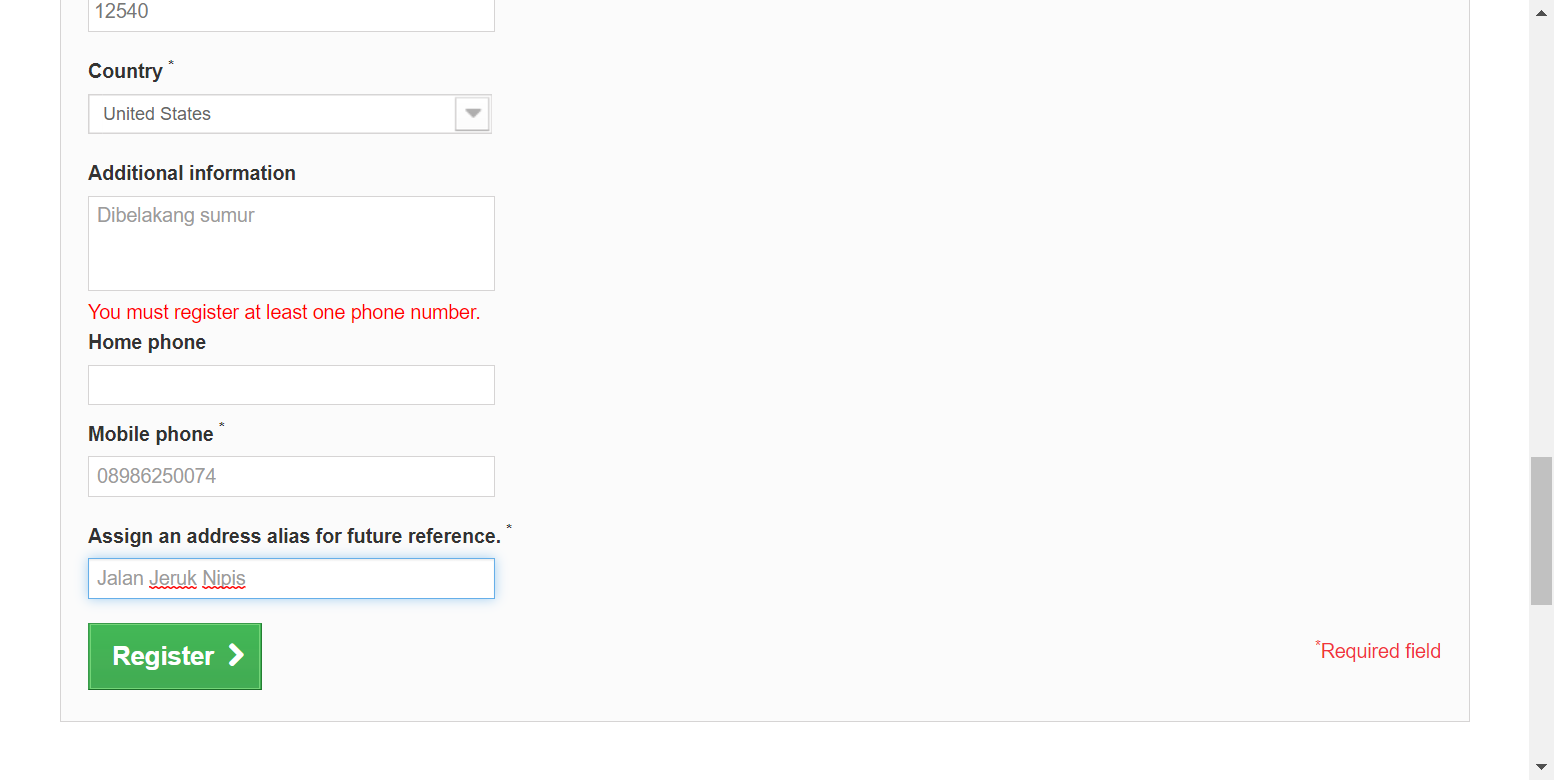 12540
Country *
United States
Additional information
Dibelakang sumur
You must register at least one phone number.
Home phone
Mobile phone *
08986250074
Assign an address alias for future reference. *
Jalan Jeruk Nipis
Register
*Required field